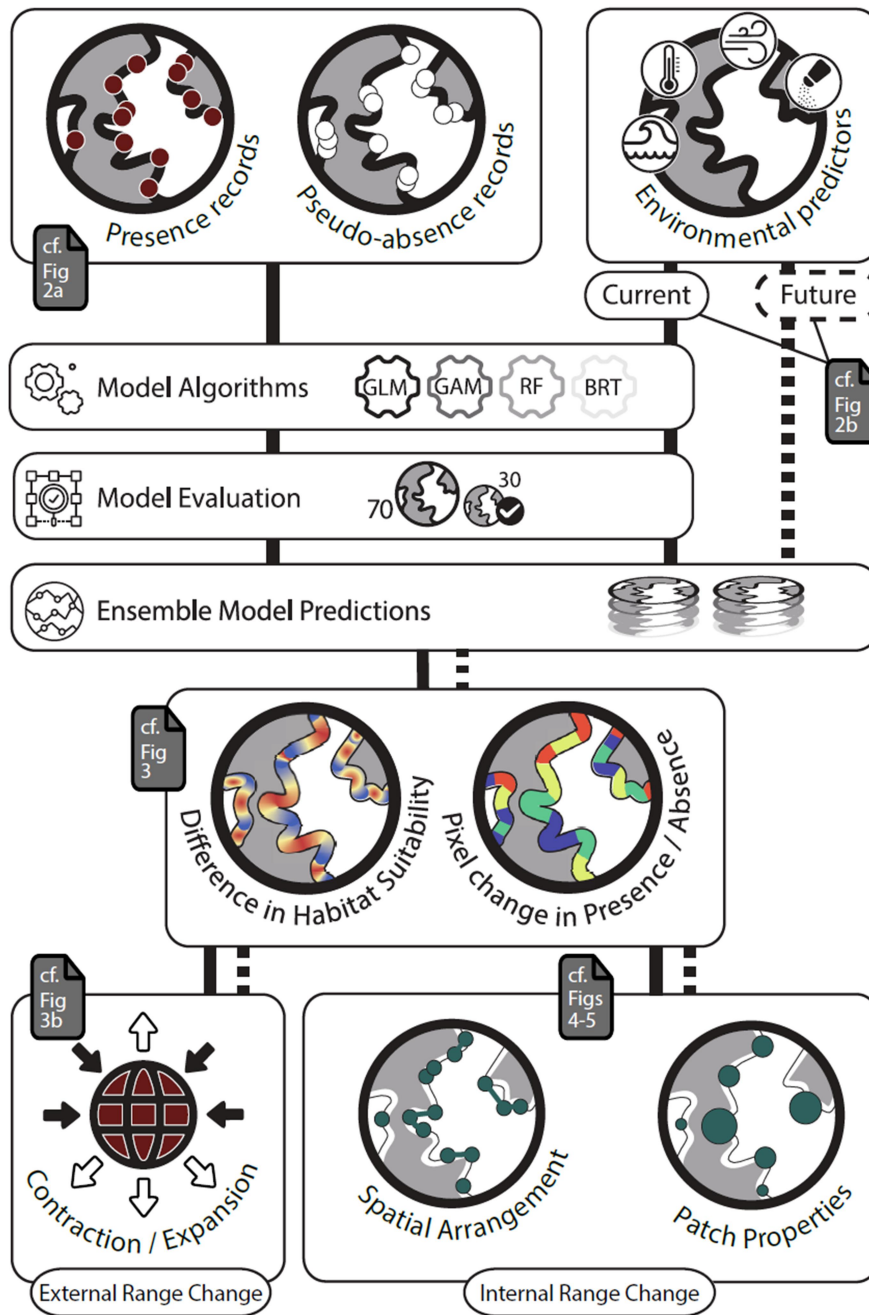 Presence records
Pseudo-absence records
Environmental predictors
cf.
Fig
2a
Current
Future
cf.
Fig
2b
Model Algorithms
GLM
GAM
RF
BRT
Model Evaluation
70
30
Ensemble Model Predictions
cf.
Fig
3
Difference in Habitat Suitability
Pixel change in Presence / Absence
cf.
Fig
3b
cf.
Figs
4-5
Contraction / Expansion
Spatial Arrangement
Patch Properties
External Range Change
Internal Range Change